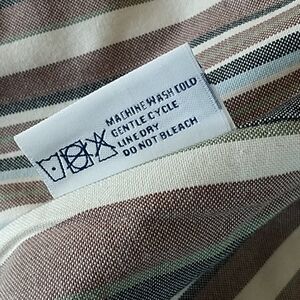 MACHINE WASH COLD
GENTLE CYCLE
LINE DRY
DO NOT BLEACH